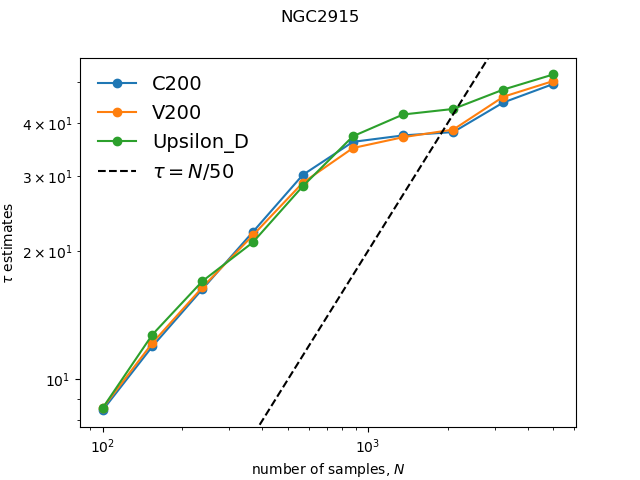 NGC2915
C200
V200
Upsilon_D
τ = N/50
4 × 10¹
3 × 10¹
2 × 10¹
10¹
τ estimates
10² 10³
number of samples, N